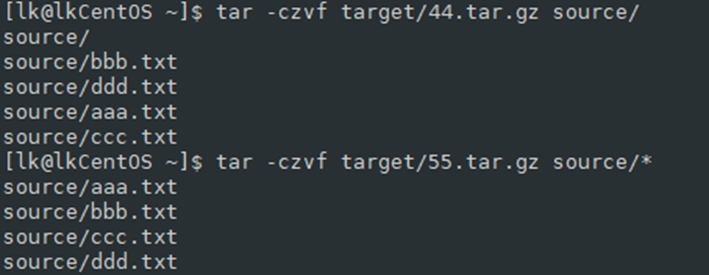 [lk@lkCentOS ~]$ tar -czvf target/44.tar.gz source/
source/
source/bbb.txt
source/ddd.txt
source/aaa.txt
source/ccc.txt
[lk@lkCentOS ~]$ tar -czvf target/55.tar.gz source/*
source/aaa.txt
source/bbb.txt
source/ccc.txt
source/ddd.txt